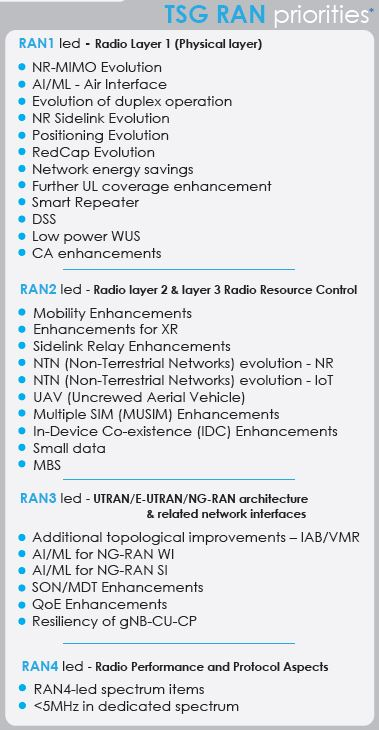 TSG RAN priorities*
RAN1 led - Radio Layer 1 (Physical layer)
NR-MIMO Evolution
AI/ML - Air Interface
Evolution of duplex operation
NR Sidelink Evolution
Positioning Evolution
RedCap Evolution
Network energy savings
Further UL coverage enhancement
Smart Repeater
DSS
Low power WUS
CA enhancements
RAN2 led - Radio layer 2 & layer 3 Radio Resource Control
Mobility Enhancements
Enhancements for XR
Sidelink Relay Enhancements
NTN (Non-Terrestrial Networks) evolution - NR
NTN (Non-Terrestrial Networks) evolution - IoT
UAV (Uncrewed Aerial Vehicle)
Multiple SIM (MUSIM) Enhancements
In-Device Co-existence (IDC) Enhancements
Small data
MBS
RAN3 led - UTRAN/E-UTRAN/NG-RAN architecture
& related network interfaces
Additional topological improvements – IAB/VMR
AI/ML for NG-RAN WI
AI/ML for NG-RAN SI
SON/MDT Enhancements
QoE Enhancements
Resiliency of gNB-CU-CP
RAN4 led - Radio Performance and Protocol Aspects
RAN4-led spectrum items
<5MHz in dedicated spectrum